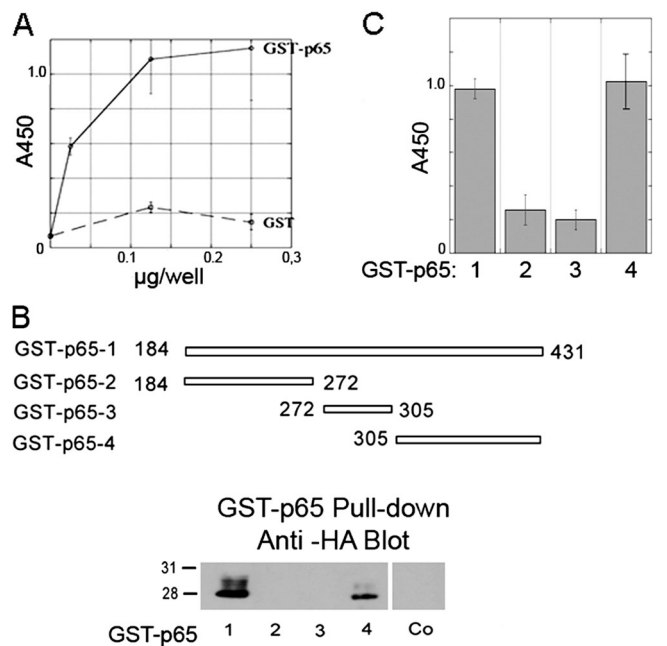 A
GST-p65
1.0
A450
GST
0
0.1
0.2
0,3
µg/well
C
1.0
A450
0
GST-p65: 1 2 3 4
B
GST-p65-1 184 431
GST-p65-2 184 272
GST-p65-3 272 305
GST-p65-4 305
GST-p65 Pull-down
Anti -HA Blot
31
28
GST-p65 1 2 3 4 Co